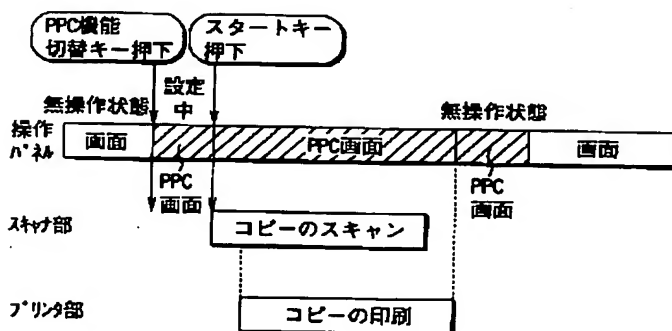 PPC機能
切替キー押下
スタートキー
押下
無操作状態
設定
中
無操作状態
操作
パネル
画面
PPC画面
画面
PPC
画面
PPC
画面
スキャナ部
コピーのスキャン
プリンタ部
コピーの印刷